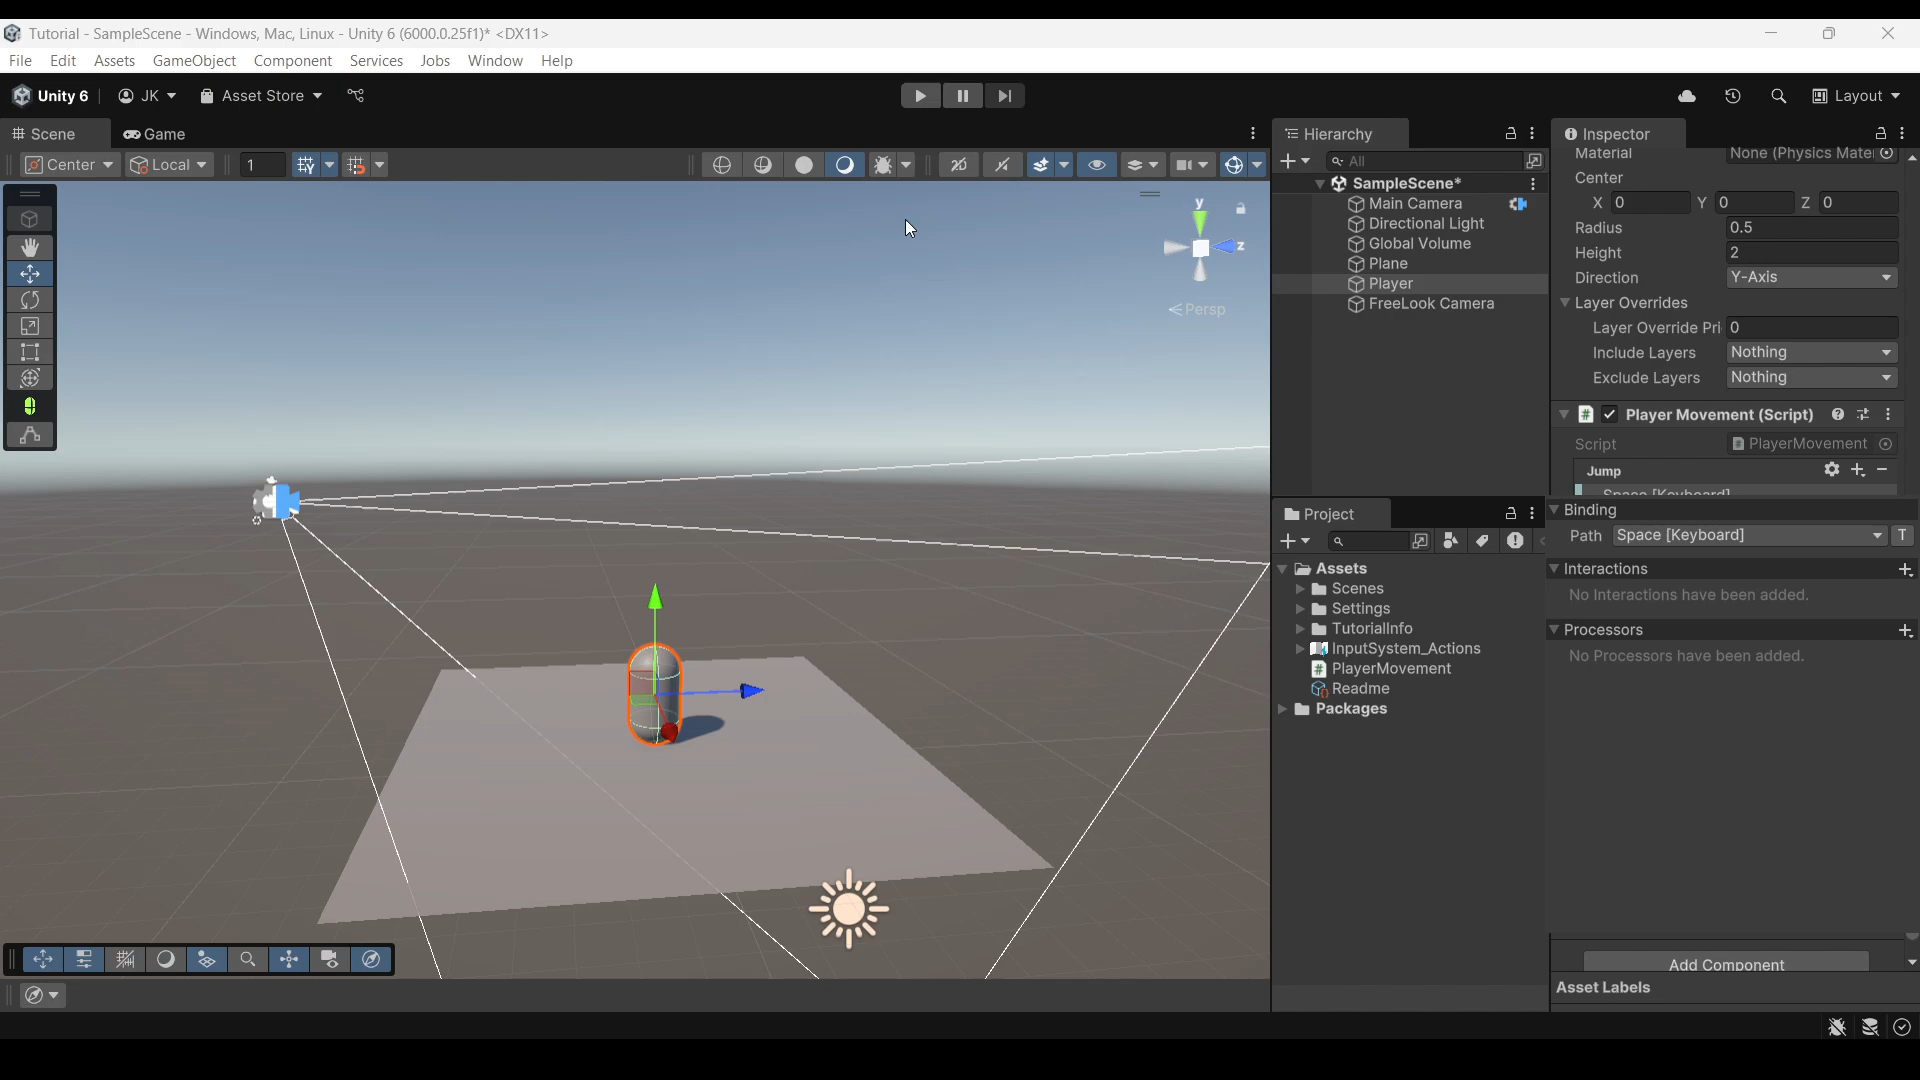 Tutorial - SampleScene - Windows, Mac, Linux - Unity 6 (6000.0.25f1)* <DX11>
File Edit Assets GameObject Component Services Jobs Window Help
Unity 6 JK Asset Store Layout
Scene Game
Center Local 1 2D
y
z
Persp
Hierarchy
All
SampleScene*
Main Camera
Directional Light
Global Volume
Plane
Player
FreeLook Camera
Project
Assets
Scenes
Settings
TutorialInfo
InputSystem_Actions
PlayerMovement
Readme
Packages
Inspector
Material None (Physics Mate
Center
X 0 Y 0 Z 0
Radius 0.5
Height 2
Direction Y-Axis
Layer Overrides
Layer Override Pri 0
Include Layers Nothing
Exclude Layers Nothing
# Player Movement (Script)
Script PlayerMovement
Jump
Space [Keyboard]
Binding
Path Space [Keyboard] T
Interactions
No Interactions have been added.
Processors
No Processors have been added.
Add Component
Asset Labels